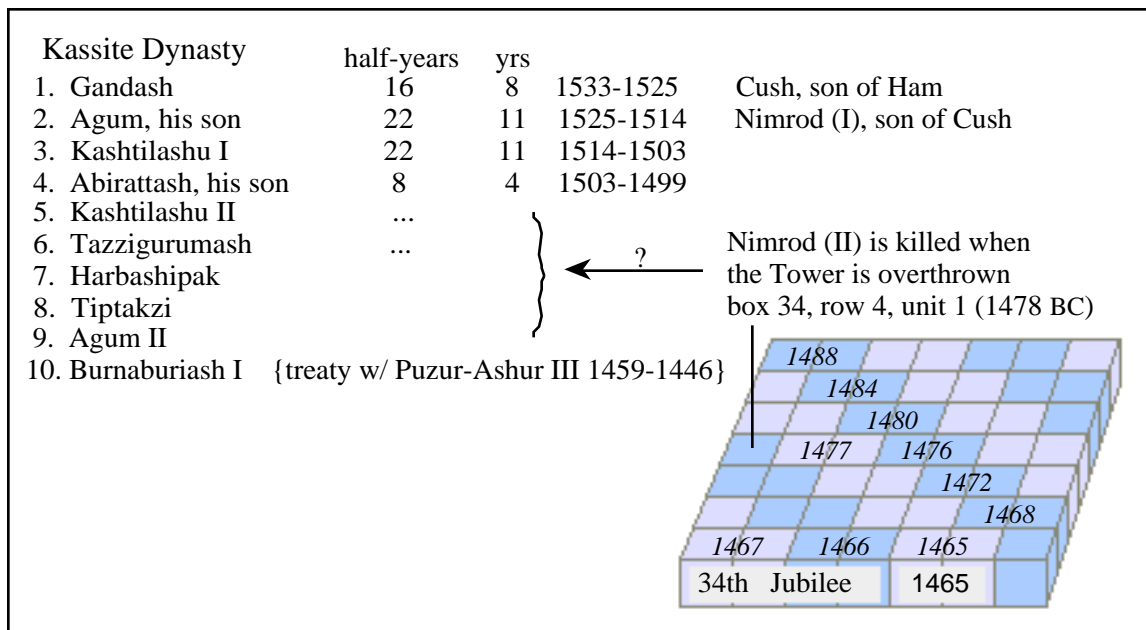 Kassite Dynasty half-years yrs
1. Gandash 16 8 1533-1525 Cush, son of Ham
2. Agum, his son 22 11 1525-1514 Nimrod (I), son of Cush
3. Kashtilashu I 22 11 1514-1503
4. Abirattash, his son 8 4 1503-1499
5. Kashtilashu II ...
6. Tazzigurumash ...
7. Harbashipak
8. Tiptakzi
9. Agum II
10. Burnaburiash I {treaty w/ Puzur-Ashur III 1459-1446}
?
Nimrod (II) is killed when
the Tower is overthrown
box 34, row 4, unit 1 (1478 BC)
1488
1484
1480
1477 1476
1472
1468
1467 1466 1465
34th Jubilee 1465